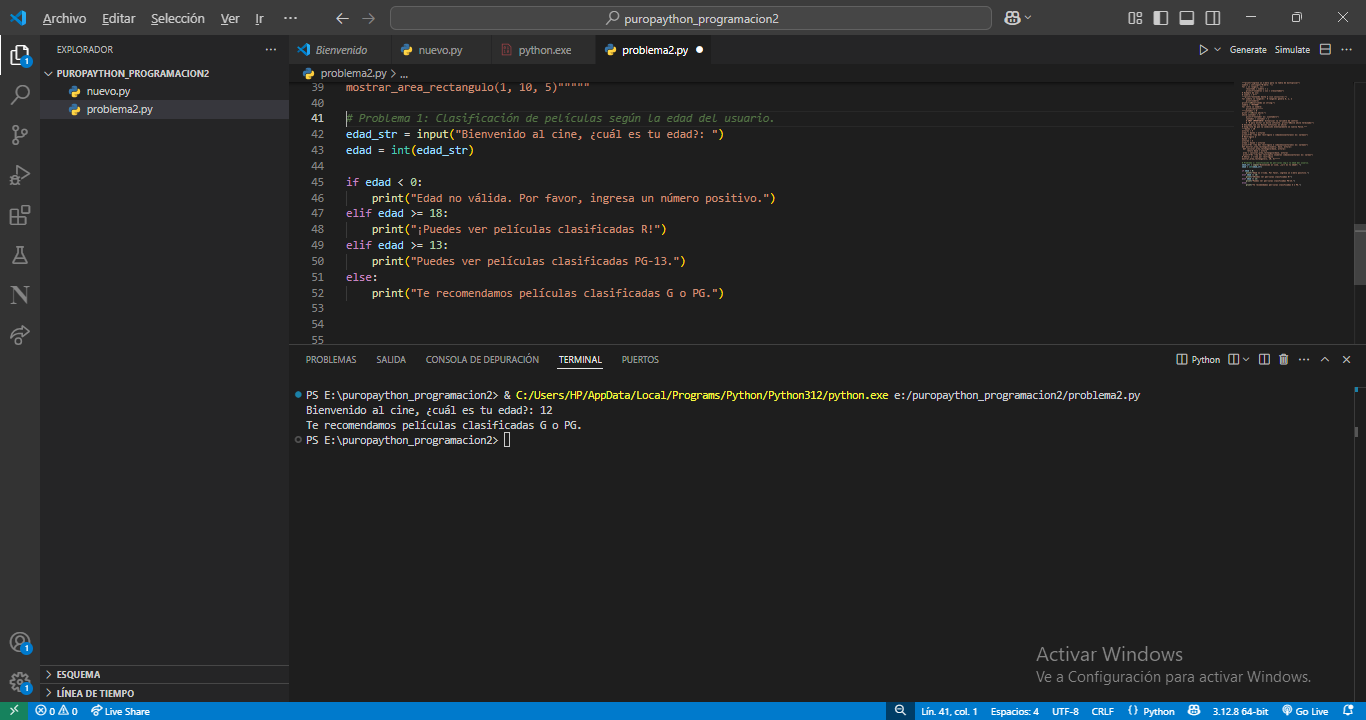 Archivo Editar Selección Ver Ir ··· puropaython_programacion2
EXPLORADOR ···
PUROPAYTHON_PROGRAMACION2
nuevo.py
problema2.py
ESQUEMA
LÍNEA DE TIEMPO
Bienvenido nuevo.py python.exe problema2.py Generate Simulate ···
problema2.py > ...
39 mostrar_area_rectangulo(1, 10, 5)"""""
40
41 # Problema 1: Clasificación de películas según la edad del usuario.
42 edad_str = input("Bienvenido al cine, ¿cuál es tu edad?: ")
43 edad = int(edad_str)
44
45 if edad < 0:
46 print("Edad no válida. Por favor, ingresa un número positivo.")
47 elif edad >= 18:
48 print("¡Puedes ver películas clasificadas R!")
49 elif edad >= 13:
50 print("Puedes ver películas clasificadas PG-13.")
51 else:
52 print("Te recomendamos películas clasificadas G o PG.")
53
54
55
PROBLEMAS SALIDA CONSOLA DE DEPURACIÓN TERMINAL PUERTOS Python ···
PS E:\puropaython_programacion2> & C:/Users/HP/AppData/Local/Programs/Python/Python312/python.exe e:/puropaython_programacion2/problema2.py
Bienvenido al cine, ¿cuál es tu edad?: 12
Te recomendamos películas clasificadas G o PG.
PS E:\puropaython_programacion2>
Activar Windows
Ve a Configuración para activar Windows.
0 0 Live Share Lín. 41, col. 1 Espacios: 4 UTF-8 CRLF Python 3.12.8 64-bit Go Live